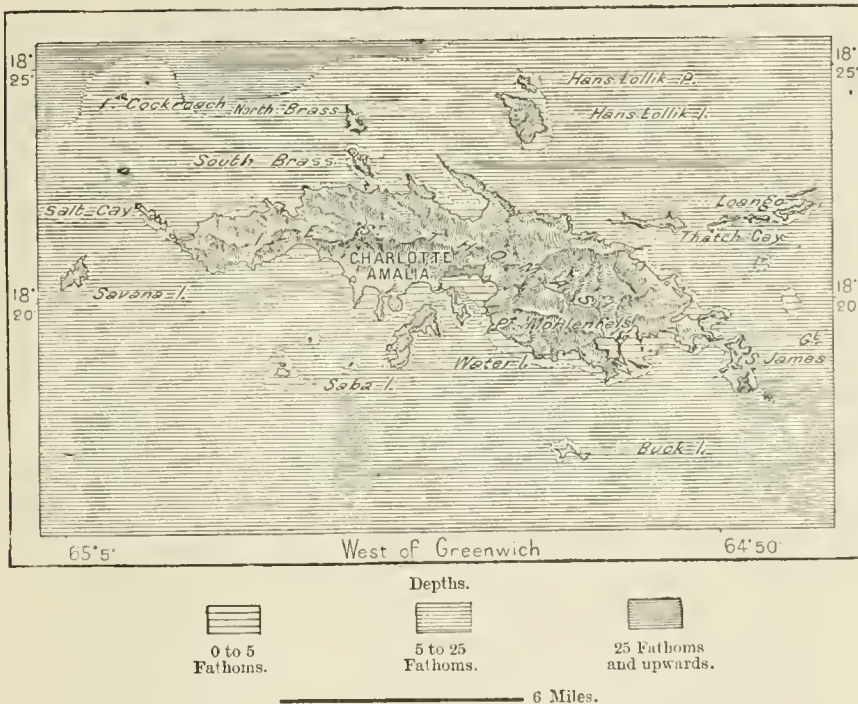 18°
25'
18°
25'
Hans Lollik-P.
I. Cockroach
North-Brass
Hans Lollik-I.
South Brass
Salt-Cay
Loango
Thatch Cay
ST THOMAS
CHARLOTTE
AMALIA
18°
20'
18°
20'
Savana-I.
Gt.
S. James
Water-I.
Saba-I.
Buck-I.
65°5'
West of Greenwich
64°50'
Depths.
0 to 5
Fathoms.
5 to 25
Fathoms.
25 Fathoms
and upwards.
6 Miles.